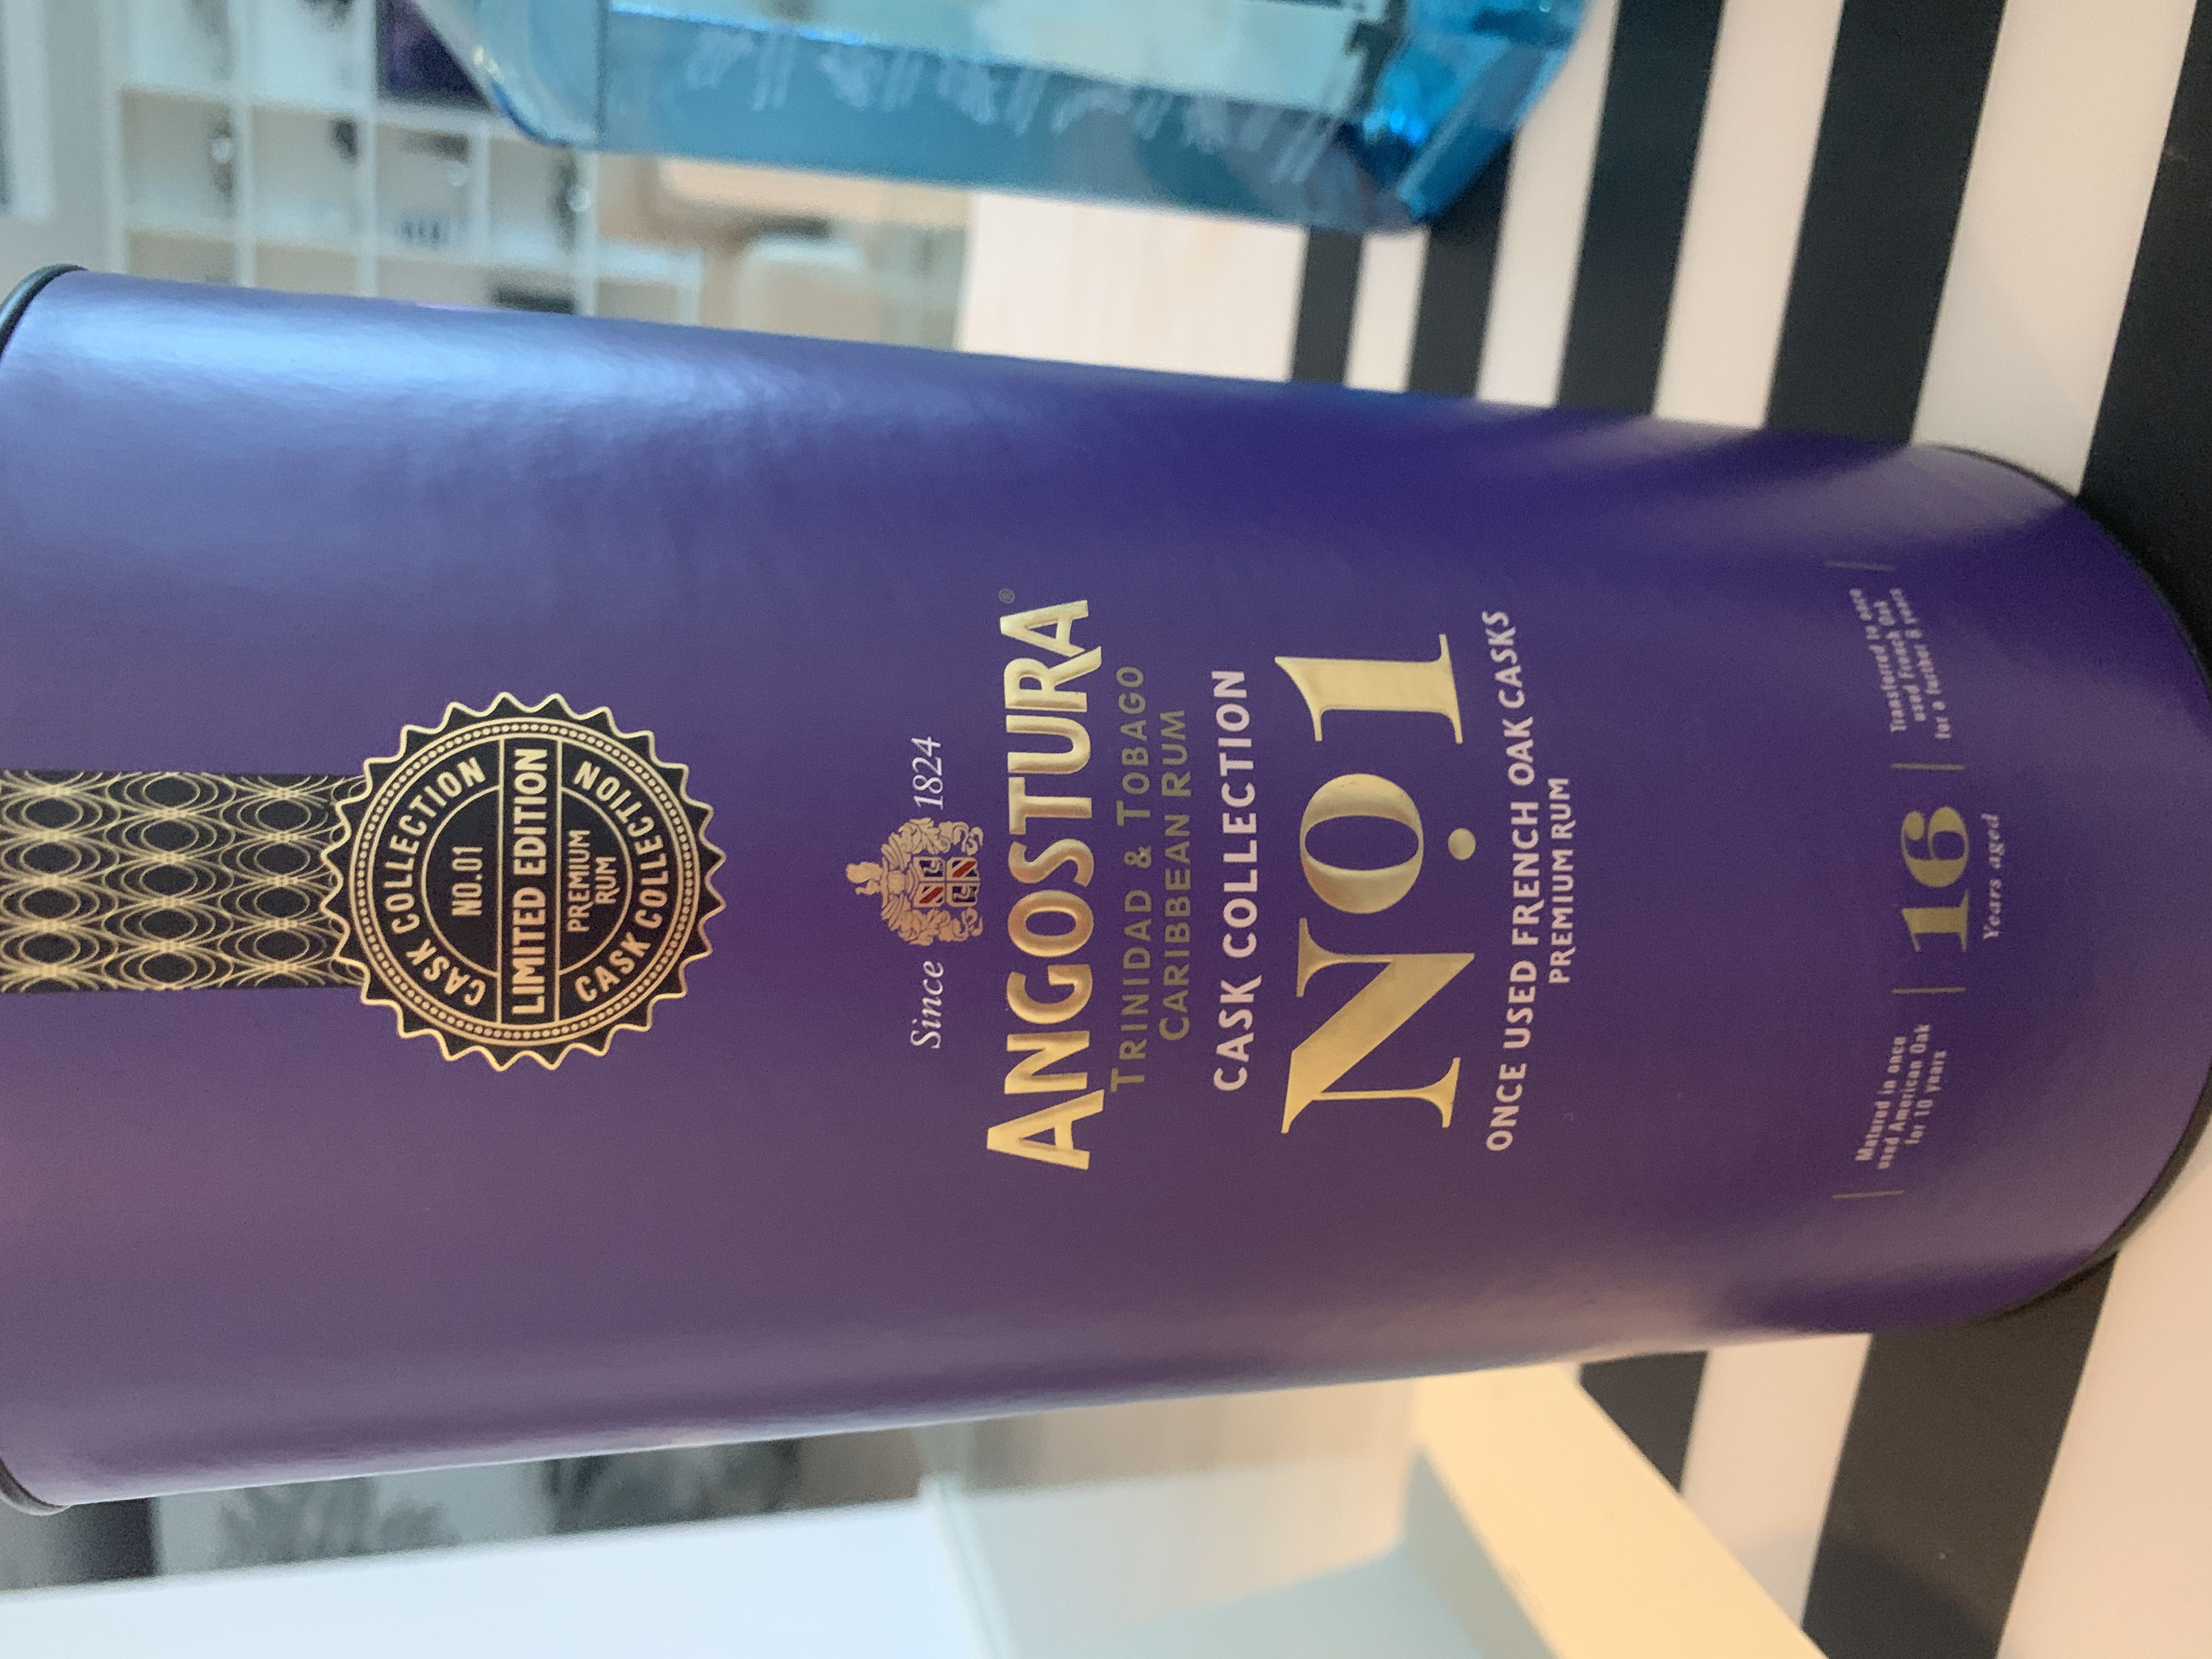 CASK COLLECTION
NO.01
LIMITED EDITION
PREMIUM
RUM
CASK COLLECTION
Since 1824
ANGOSTURA®
TRINIDAD & TOBAGO
CARIBBEAN RUM
CASK COLLECTION
No. 1
ONCE USED FRENCH OAK CASKS
PREMIUM RUM
Matured in once
used American Oak
for 10 years
16
Years aged
Transferred to once
used French Oak
for a further 6 years